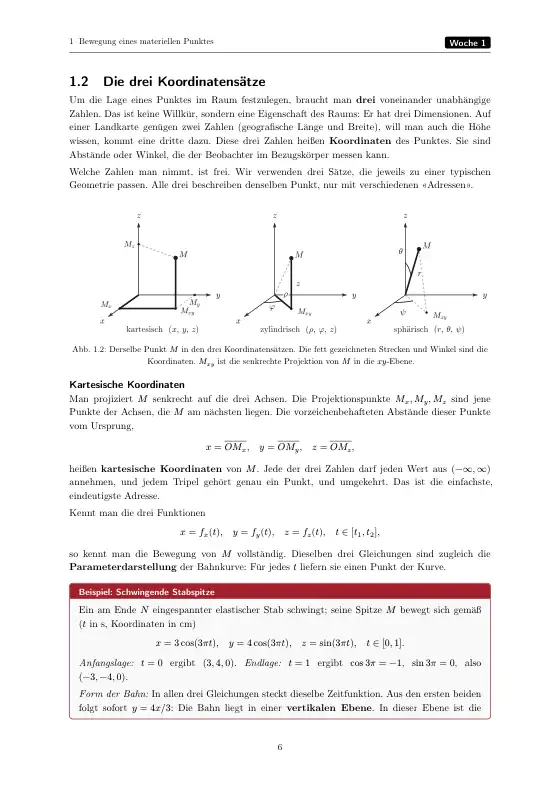 1 Bewegung eines materiellen Punktes
Woche 1
1.2 Die drei Koordinatensätze
Um die Lage eines Punktes im Raum festzulegen, braucht man drei voneinander unabhängige
Zahlen. Das ist keine Willkür, sondern eine Eigenschaft des Raums: Er hat drei Dimensionen. Auf
einer Landkarte genügen zwei Zahlen (geografische Länge und Breite), will man auch die Höhe
wissen, kommt eine dritte dazu. Diese drei Zahlen heißen Koordinaten des Punktes. Sie sind
Abstände oder Winkel, die der Beobachter im Bezugskörper messen kann.
Welche Zahlen man nimmt, ist frei. Wir verwenden drei Sätze, die jeweils zu einer typischen
Geometrie passen. Alle drei beschreiben denselben Punkt, nur mit verschiedenen «Adressen».
z
M_z
M
M_x
M_y
M_xy
y
x
kartesisch (x, y, z)
z
M
z
ρ
φ
M_xy
y
x
zylindrisch (ρ, φ, z)
z
M
θ
r
ψ
M_xy
y
x
sphärisch (r, θ, ψ)
Abb. 1.2: Derselbe Punkt M in den drei Koordinatensätzen. Die fett gezeichneten Strecken und Winkel sind die
Koordinaten. M_xy ist die senkrechte Projektion von M in die xy-Ebene.
Kartesische Koordinaten
Man projiziert M senkrecht auf die drei Achsen. Die Projektionspunkte M_x, M_y, M_z sind jene
Punkte der Achsen, die M am nächsten liegen. Die vorzeichenbehafteten Abstände dieser Punkte
vom Ursprung,
x = O̅M̅_x, y = O̅M̅_y, z = O̅M̅_z,
heißen kartesische Koordinaten von M. Jede der drei Zahlen darf jeden Wert aus (−∞, ∞)
annehmen, und jedem Tripel gehört genau ein Punkt, und umgekehrt. Das ist die einfachste,
eindeutigste Adresse.
Kennt man die drei Funktionen
x = f_x(t), y = f_y(t), z = f_z(t), t ∈ [t₁, t₂],
so kennt man die Bewegung von M vollständig. Dieselben drei Gleichungen sind zugleich die
Parameterdarstellung der Bahnkurve: Für jedes t liefern sie einen Punkt der Kurve.
Beispiel: Schwingende Stabspitze
Ein am Ende N eingespannter elastischer Stab schwingt; seine Spitze M bewegt sich gemäß
(t in s, Koordinaten in cm)
x = 3 cos(3πt), y = 4 cos(3πt), z = sin(3πt), t ∈ [0, 1].
Anfangslage: t = 0 ergibt (3, 4, 0). Endlage: t = 1 ergibt cos 3π = −1, sin 3π = 0, also
(−3, −4, 0).
Form der Bahn: In allen drei Gleichungen steckt dieselbe Zeitfunktion. Aus den ersten beiden
folgt sofort y = 4x/3: Die Bahn liegt in einer vertikalen Ebene. In dieser Ebene ist die
6